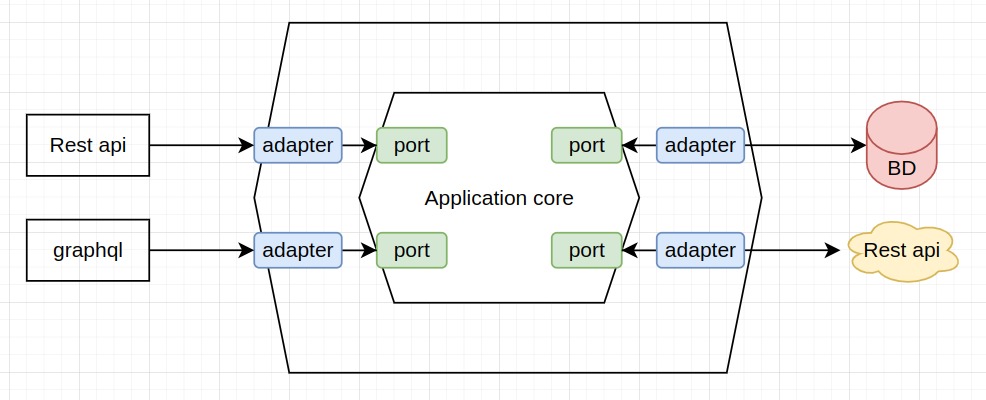 Rest api
adapter
port
port
adapter
BD
Application core
graphql
adapter
port
port
adapter
Rest api